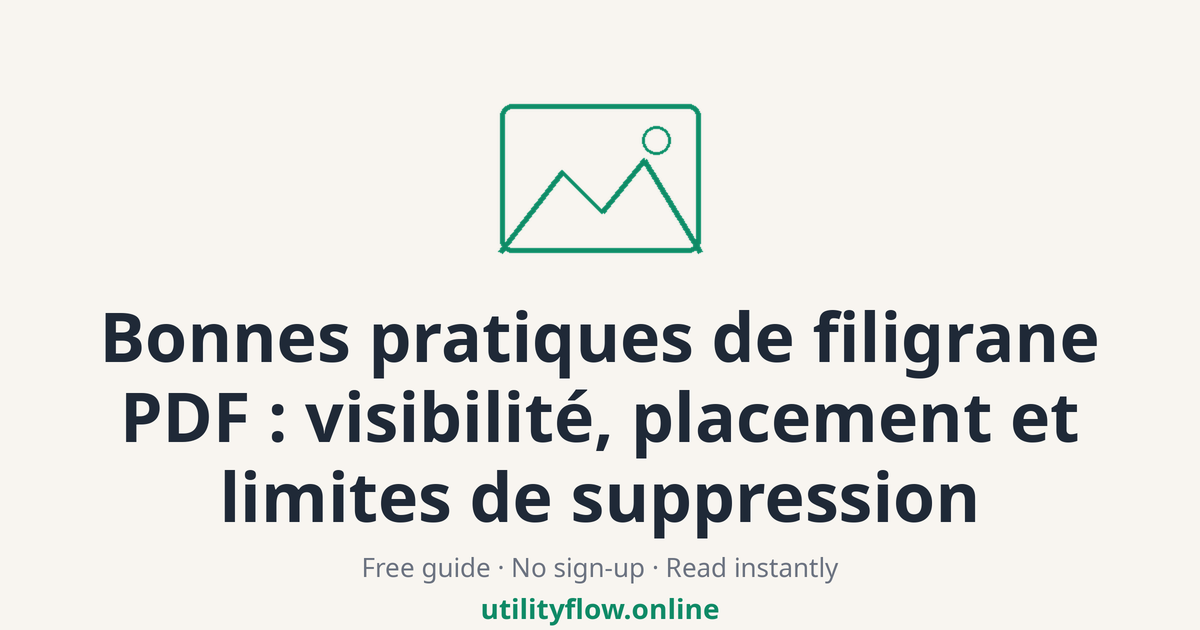 Bonnes pratiques de filigrane
PDF : visibilité, placement et
limites de suppression
Free guide · No sign-up · Read instantly
utilityflow.online